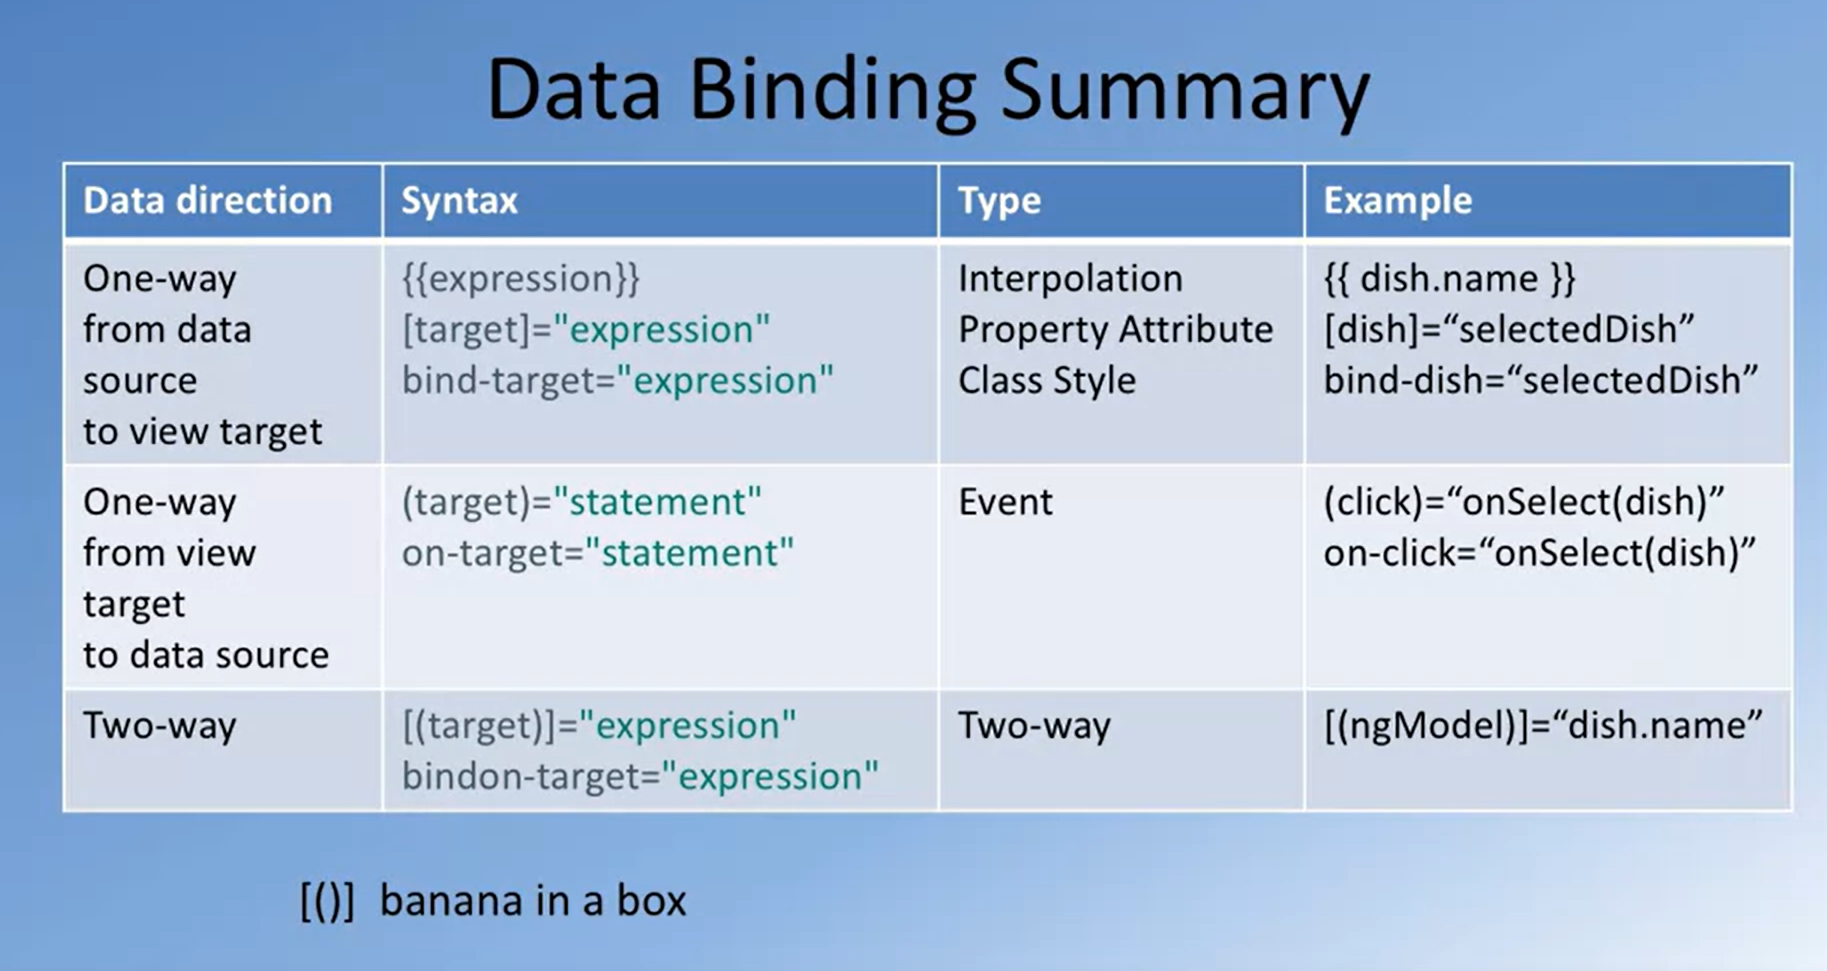 Data Binding Summary
Data direction
Syntax
Type
Example
One-way
from data
source
to view target
{{expression}}
[target]="expression"
bind-target="expression"
Interpolation
Property Attribute
Class Style
{{ dish.name }}
[dish]=“selectedDish”
bind-dish=“selectedDish”
One-way
from view
target
to data source
(target)="statement"
on-target="statement"
Event
(click)=“onSelect(dish)”
on-click=“onSelect(dish)”
Two-way
[(target)]="expression"
bindon-target="expression"
Two-way
[(ngModel)]=“dish.name”
[()] banana in a box